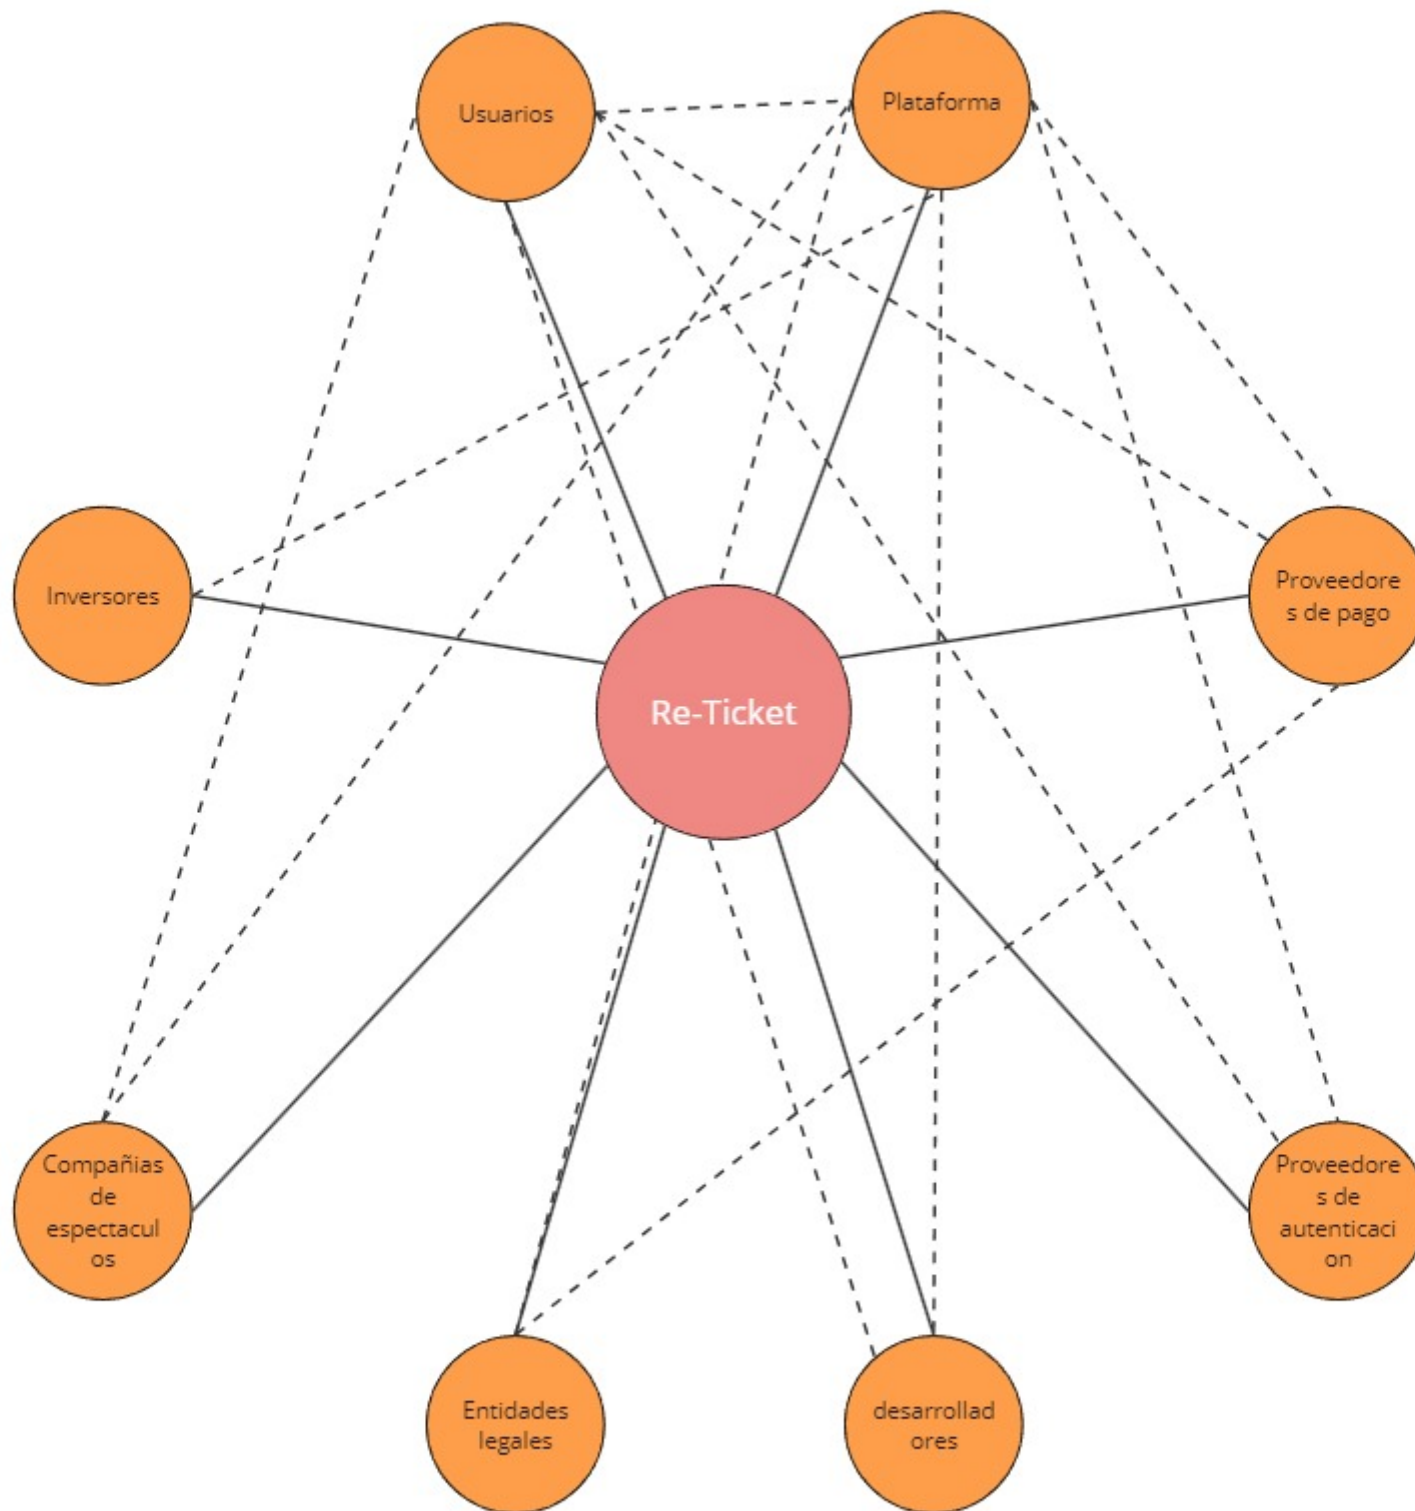 Usuarios
Plataforma
Inversores
Proveedore
s de pago
Re-Ticket
Compañias
de
espectacul
os
Proveedore
s de
autenticaci
on
Entidades
legales
desarrollad
ores